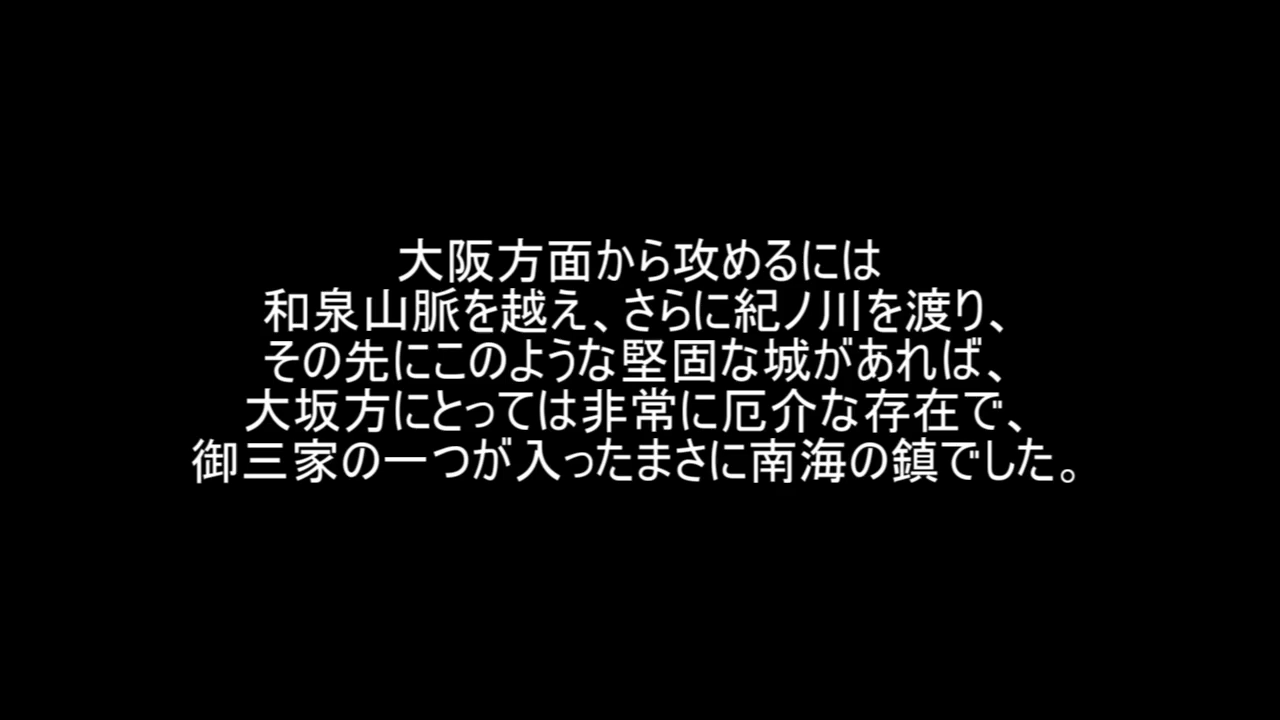 大阪方面から攻めるには
和泉山脈を越え、さらに紀ノ川を渡り、
その先にこのような堅固な城があれば、
大坂方にとっては非常に厄介な存在で、
御三家の一つが入ったまさに南海の鎮でした。